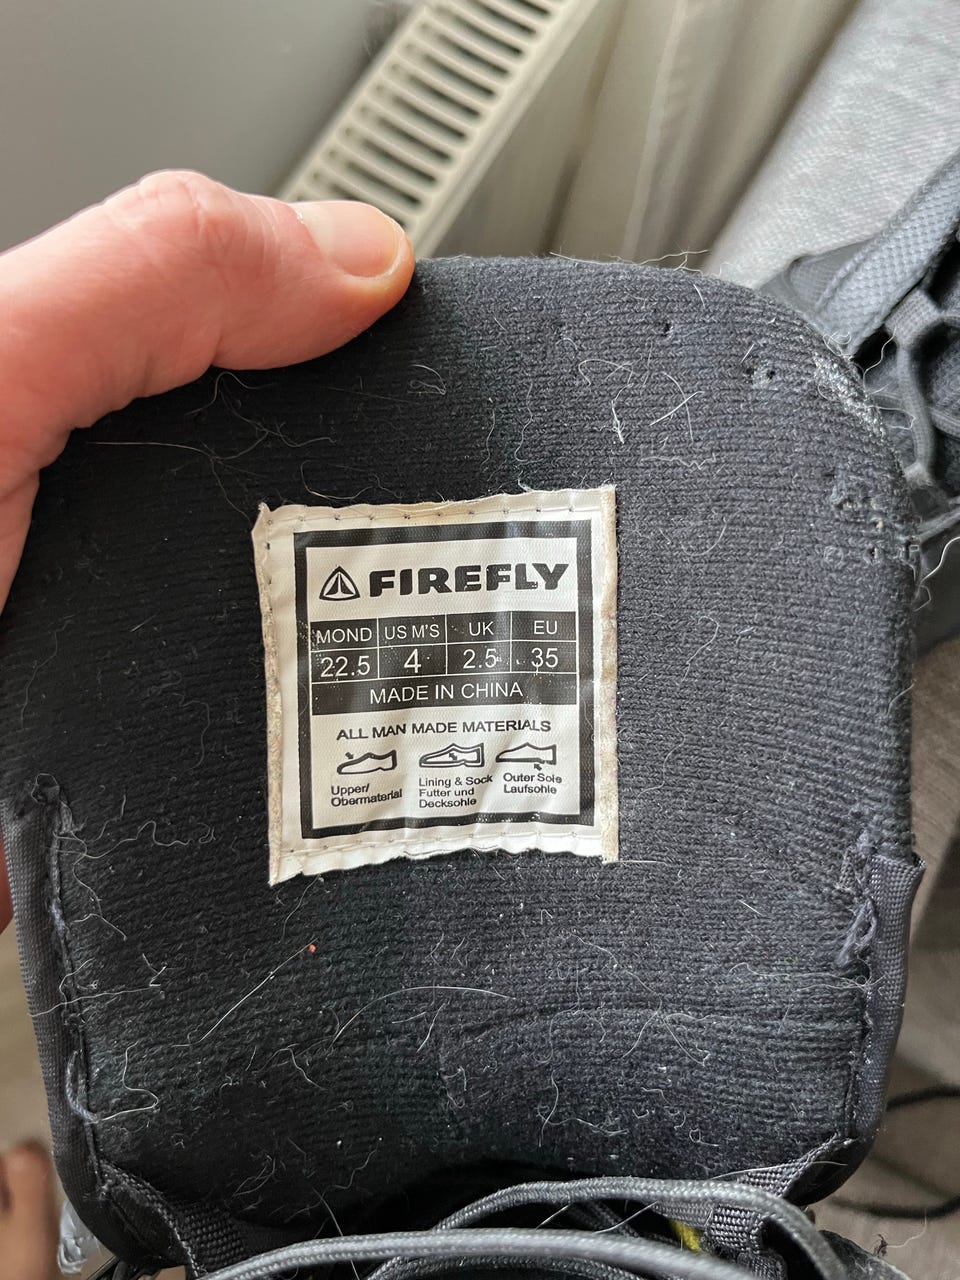 FIREFLY
MOND US M'S UK EU
22.5 4 2.5 35
MADE IN CHINA
ALL MAN MADE MATERIALS
Upper/
Obermaterial
Lining & Sock
Futter und
Decksohle
Outer Sole
Laufsohle